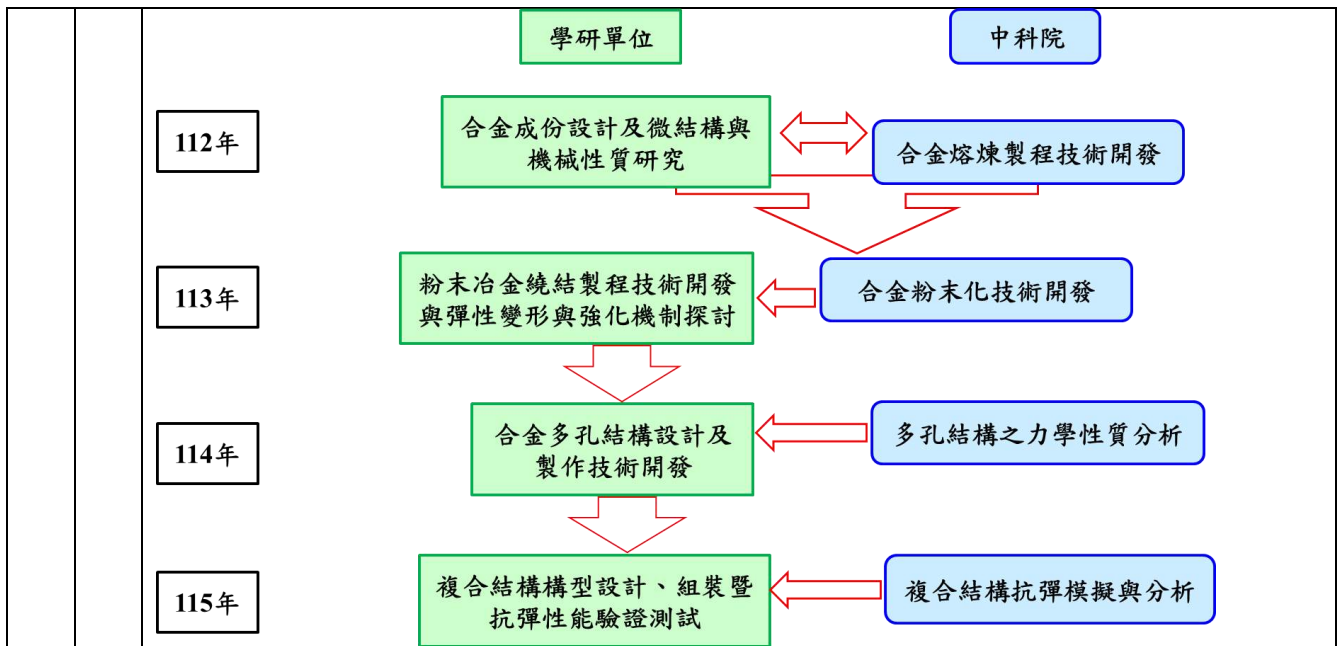 學研單位
中科院
112年
合金成份設計及微結構與
機械性質研究
合金熔煉製程技術開發
113年
粉末冶金繞結製程技術開發
與彈性變形與強化機制探討
合金粉末化技術開發
114年
合金多孔結構設計及
製作技術開發
多孔結構之力學性質分析
115年
複合結構構型設計、組裝暨
抗彈性能驗證測試
複合結構抗彈模擬與分析